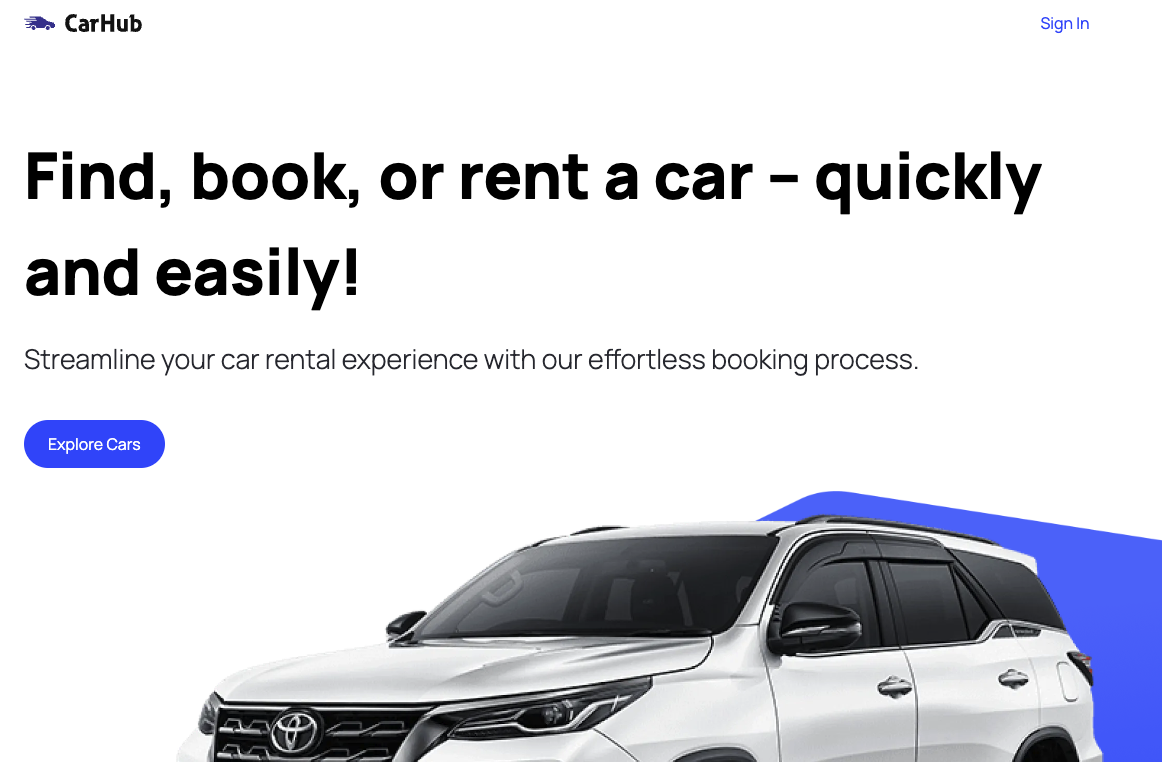 CarHub
Sign In
Find, book, or rent a car – quickly
and easily!
Streamline your car rental experience with our effortless booking process.
Explore Cars